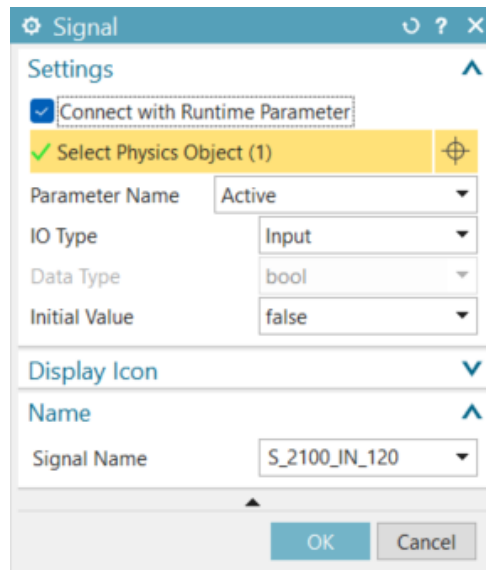 Signal ?
Settings
Connect with Runtime Parameter
Select Physics Object (1)
Parameter Name Active
IO Type Input
Data Type bool
Initial Value false
Display Icon
Name
Signal Name S_2100_IN_120
OK Cancel